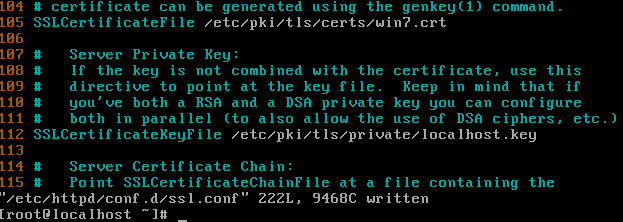 104 # certificate can be generated using the genkey(1) command.
105 SSLCertificateFile /etc/pki/tls/certs/win7.crt
106
107 #   Server Private Key:
108 #   If the key is not combined with the certificate, use this
109 #   directive to point at the key file.  Keep in mind that if
110 #   you've both a RSA and a DSA private key you can configure
111 #   both in parallel (to also allow the use of DSA ciphers, etc.)
112 SSLCertificateKeyFile /etc/pki/tls/private/localhost.key
113
114 #   Server Certificate Chain:
115 #   Point SSLCertificateChainFile at a file containing the
"/etc/httpd/conf.d/ssl.conf" 222L, 9468C written
[root@localhost ~]# _